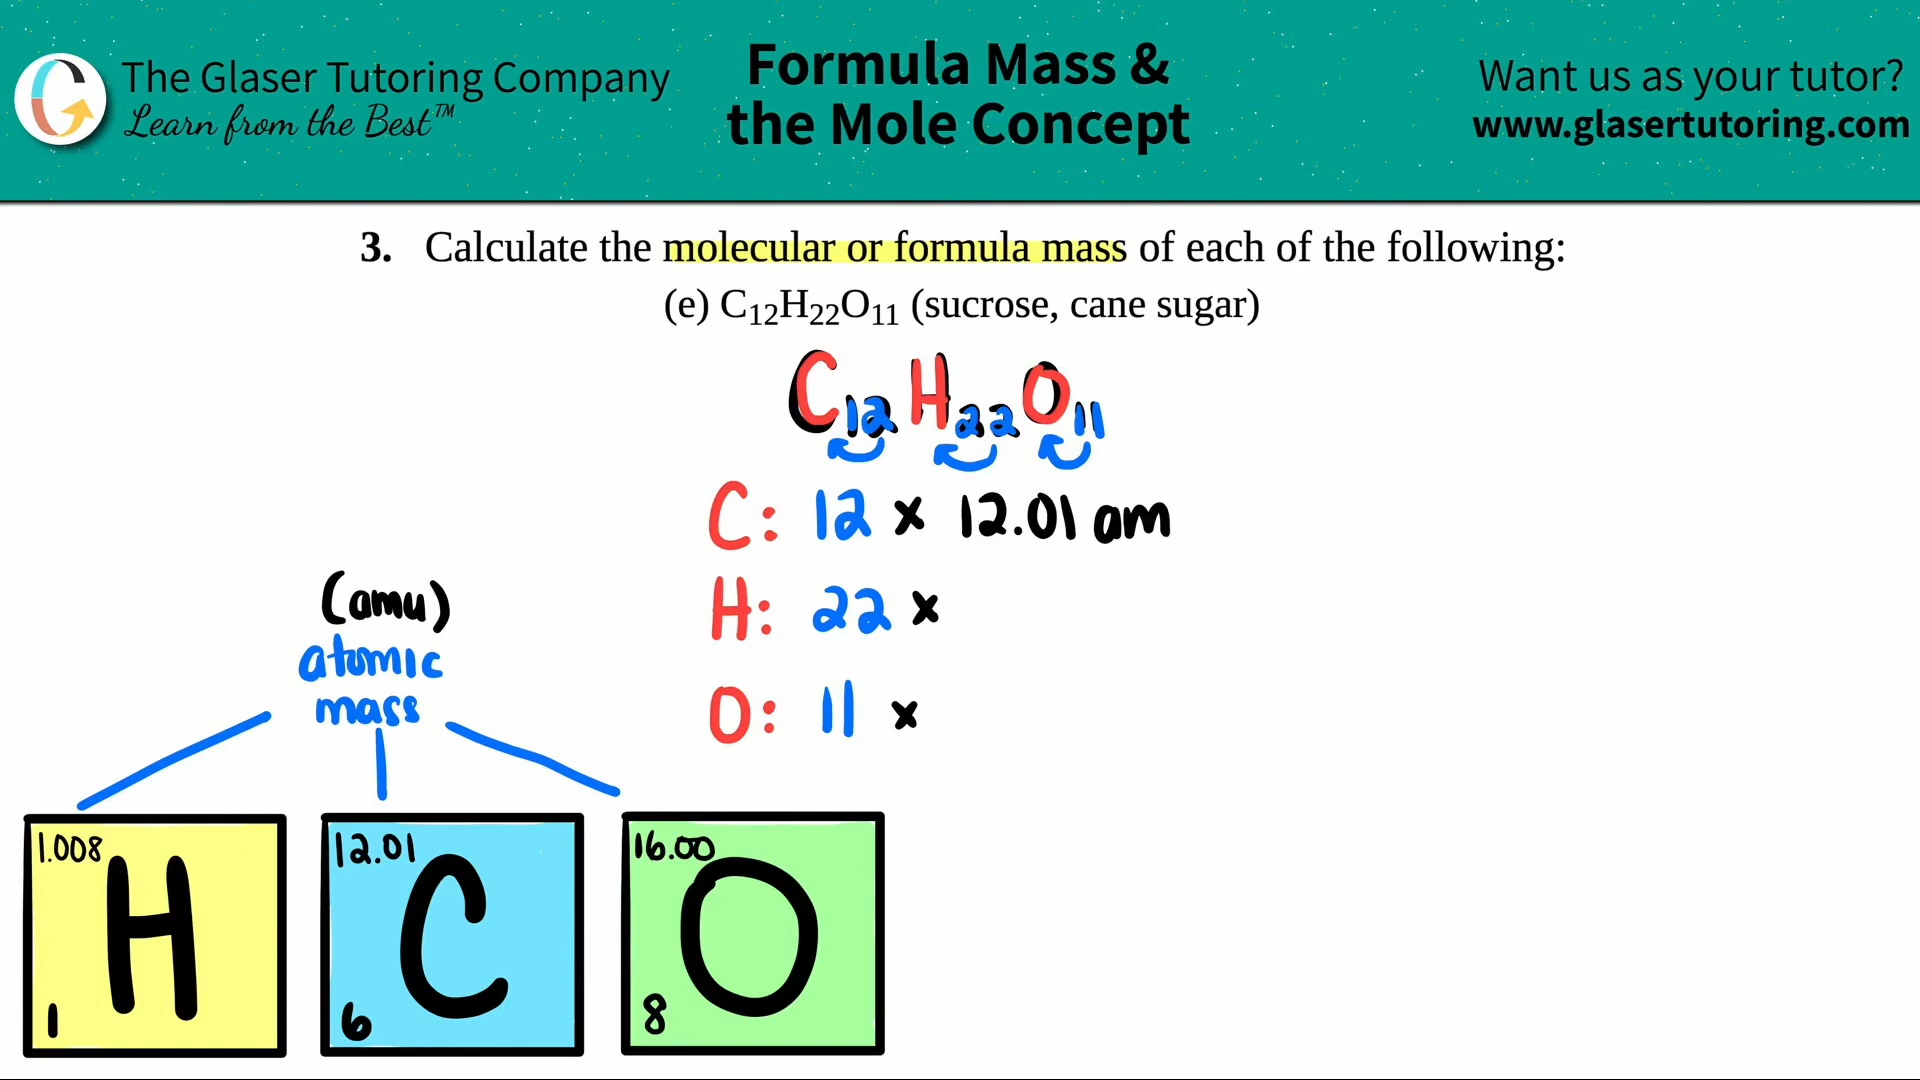 The Glaser Tutoring Company
Learn from the Best™
Formula Mass &
the Mole Concept
Want us as your tutor?
www.glasertutoring.com
3. Calculate the molecular or formula mass of each of the following:
(e) C₁₂H₂₂O₁₁ (sucrose, cane sugar)
C₁₂H₂₂O₁₁
C: 12 x 12.01 am
H: 22 x
O: 11 x
(amu)
atomic
mass
1.008
H
1
12.01
C
6
16.00
O
8